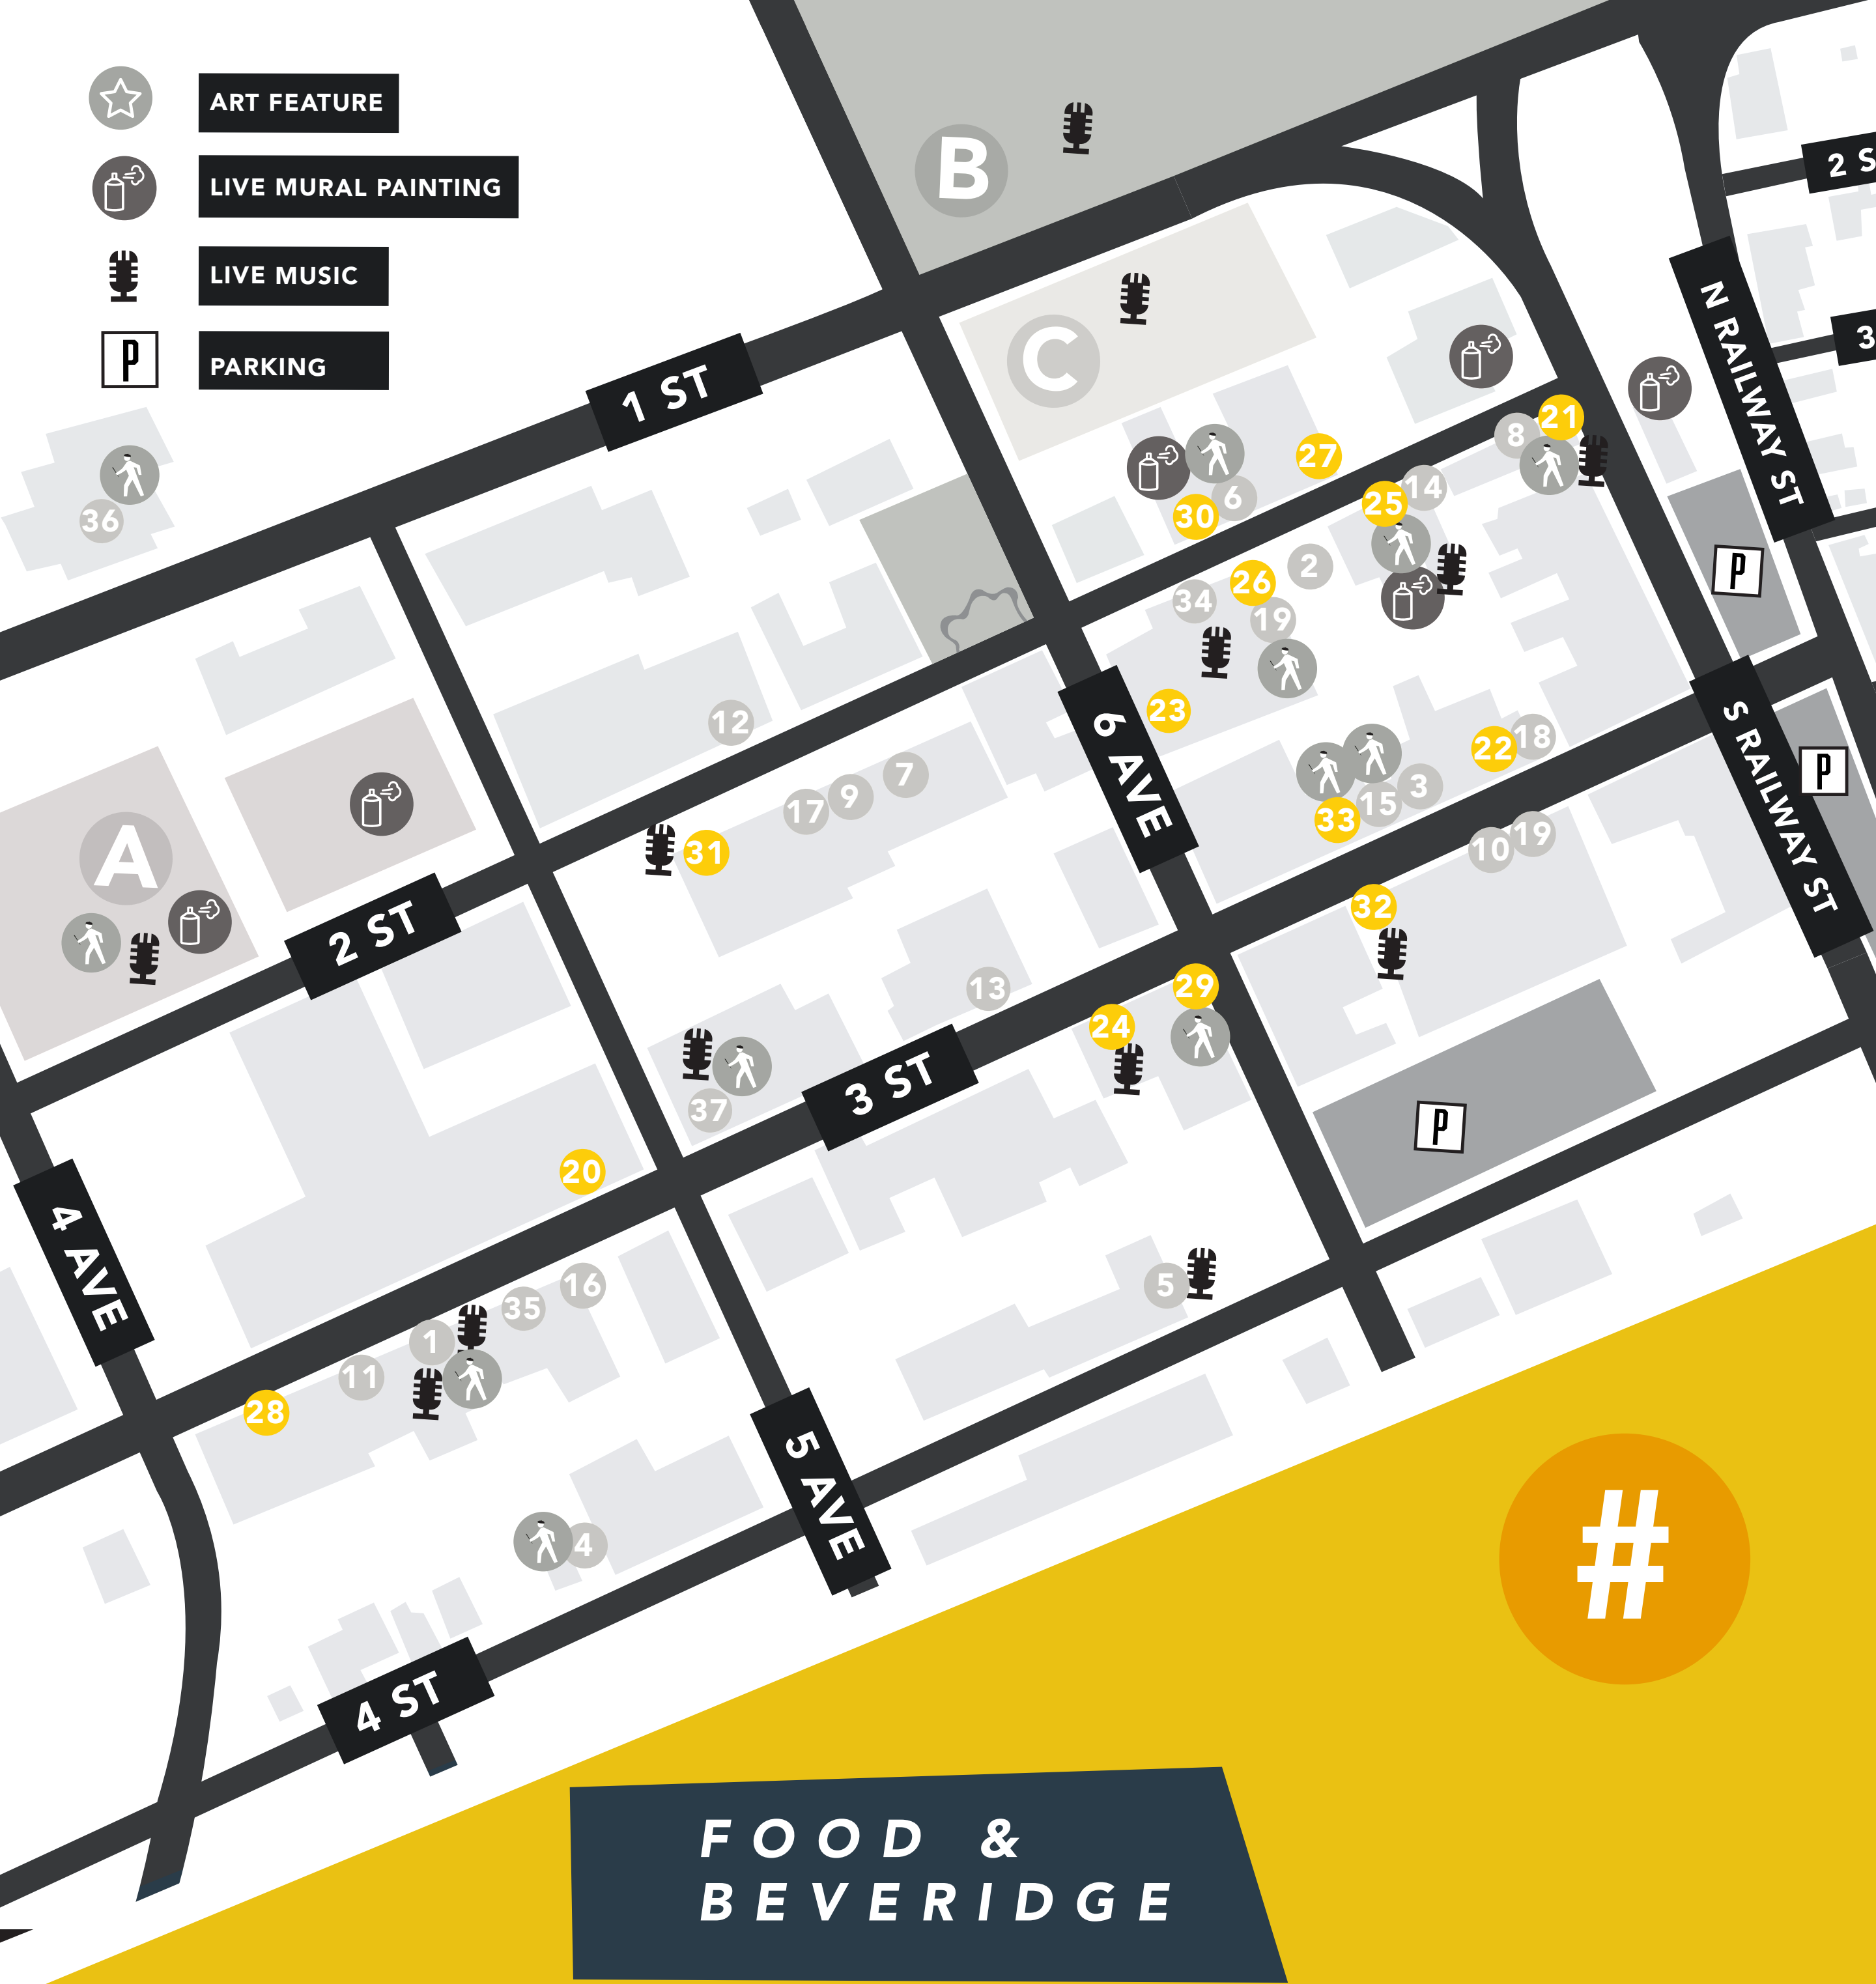 ART FEATURE
LIVE MURAL PAINTING
LIVE MUSIC
P
PARKING
B
C
A
1 ST
2 S
3
N RAILWAY ST
21
8
27
36
6
30
14
25
P
2
26
34
19
23
6 AVE
12
22
18
S RAILWAY ST
P
7
9
17
3
15
33
31
19
10
32
2 ST
29
13
24
3 ST
37
P
20
4 AVE
16
5
35
1
11
28
5 AVE
4
4 ST
#
FOOD &
BEVERIDGE